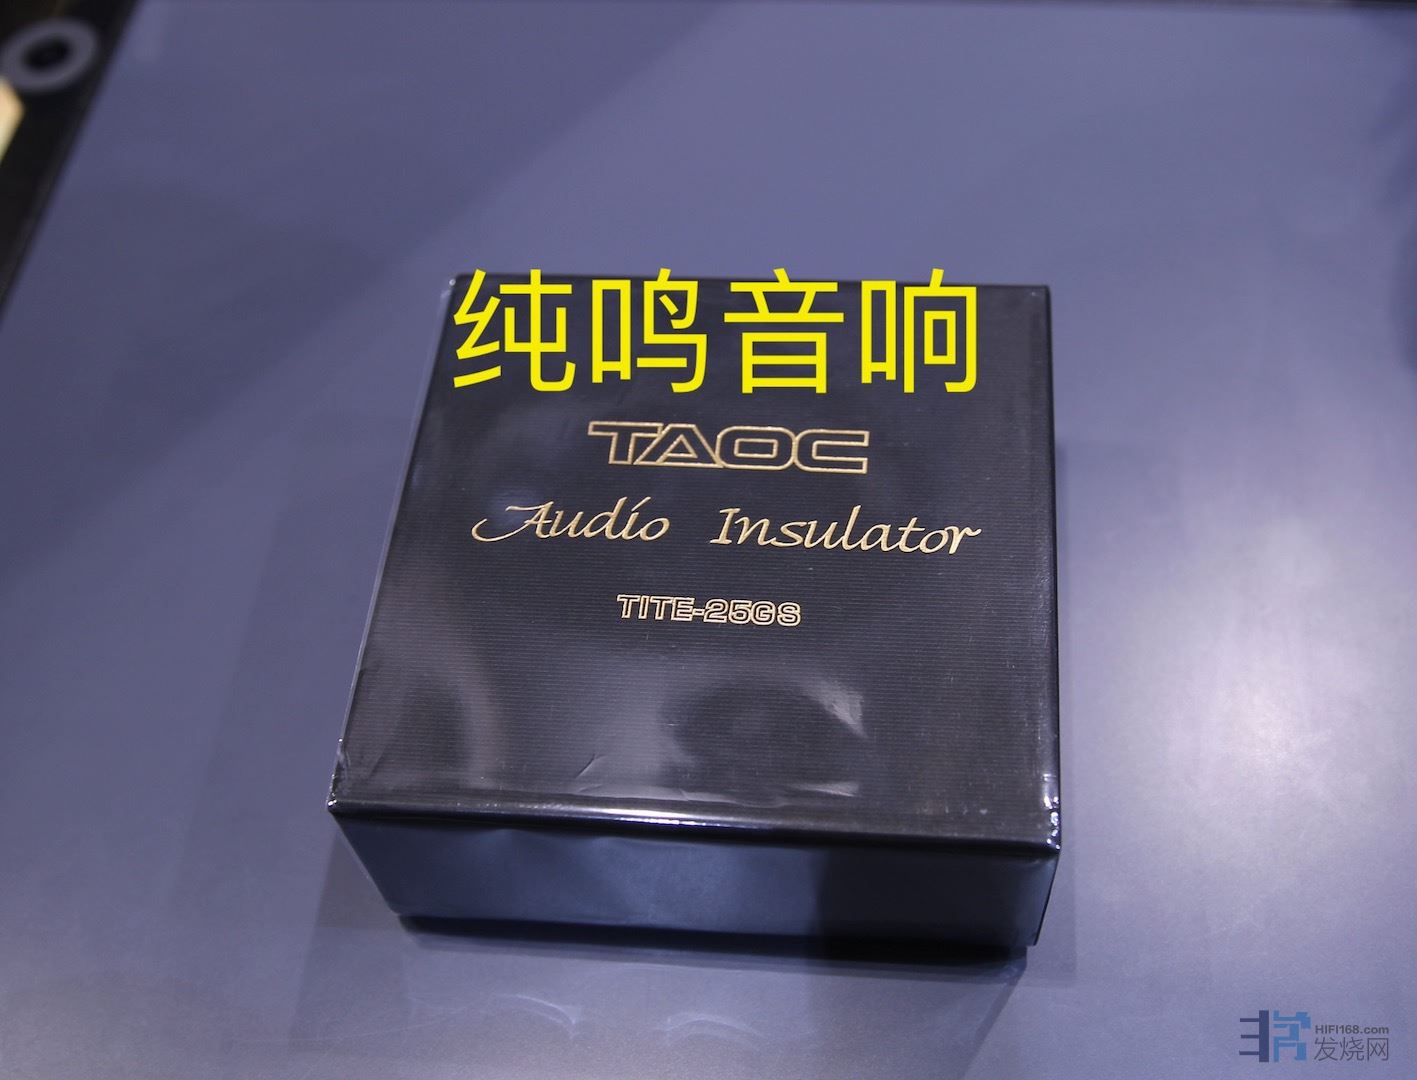 纯鸣音响
TAOC
Audio Insulator
TITE-25GS
HIFI168.com
发烧网